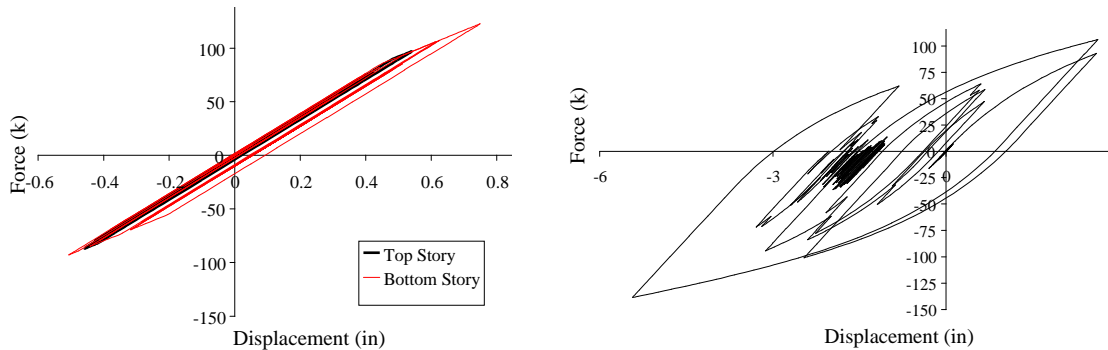 100
50
0
-50
-100
-150
-0.6 -0.4 -0.2 0 0.2 0.4 0.6 0.8
Force (k)
Displacement (in)
Top Story
Bottom Story
100
75
50
25
0
-25
-50
-75
-100
-125
-150
-6 -3 0
Force (k)
Displacement (in)